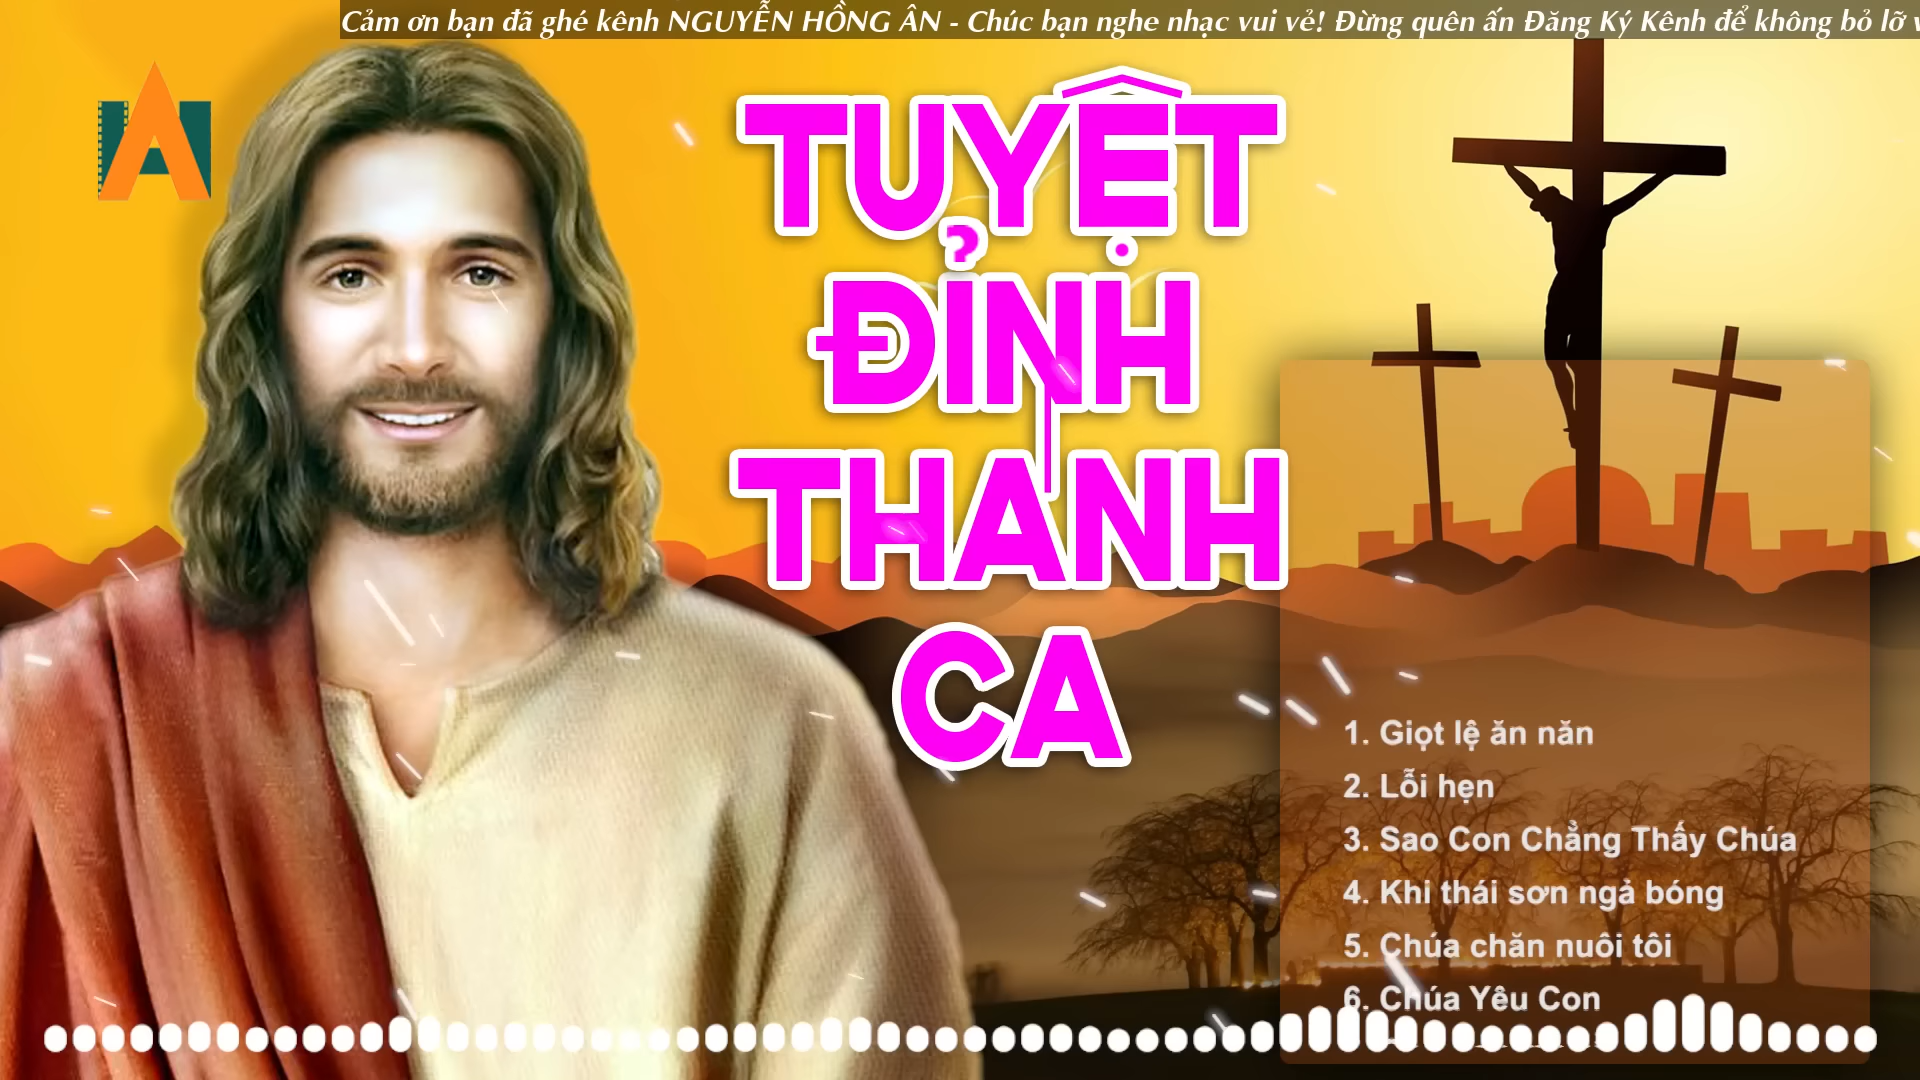 Cảm ơn bạn đã ghé kênh NGUYỄN HỒNG ÂN - Chúc bạn nghe nhạc vui vẻ! Đừng quên ấn Đăng Ký Kênh để không bỏ lỡ
TUYỆT
ĐỈNH
THANH
CA
1. Giọt lệ ăn năn
2. Lỗi hẹn
3. Sao Con Chẳng Thấy Chúa
4. Khi thái sơn ngả bóng
5. Chúa chăn nuôi tôi
6. Chúa Yêu Con